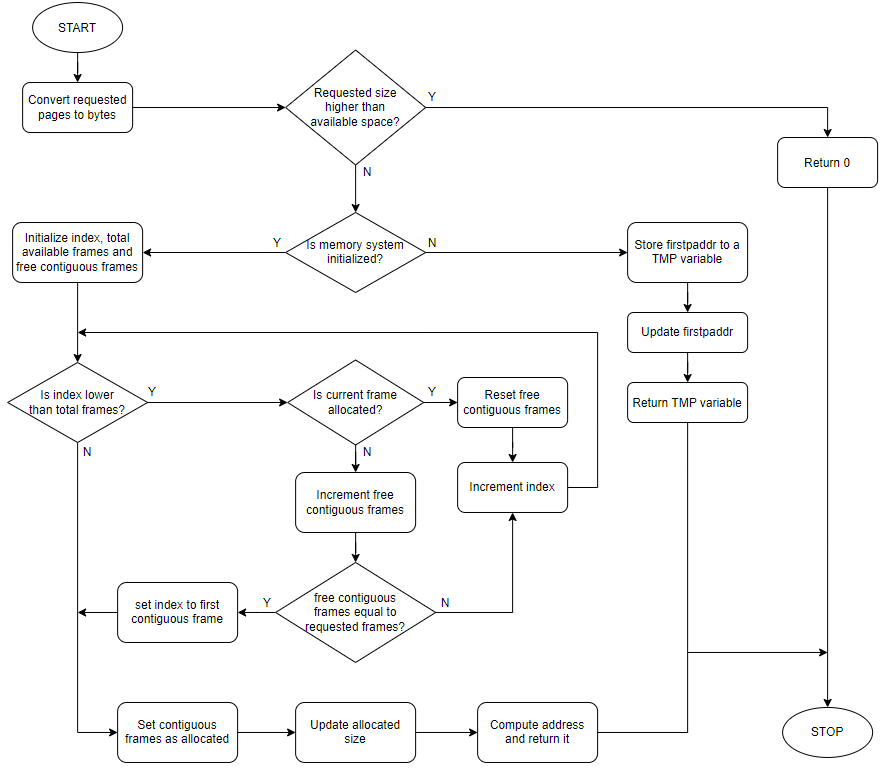 START
Convert requested
pages to bytes
Requested size
higher than
available space?
Y
N
Return 0
Initialize index, total
available frames and
free contiguous frames
Y
Is memory system
initialized?
N
Store firstpaddr to a
TMP variable
Update firstpaddr
Return TMP variable
Is index lower
than total frames?
Y
N
Is current frame
allocated?
Y
N
Reset free
contiguous frames
Increment index
Increment free
contiguous frames
set index to first
contiguous frame
Y
free contiguous
frames equal to
requested frames?
N
Set contiguous
frames as allocated
Update allocated
size
Compute address
and return it
STOP